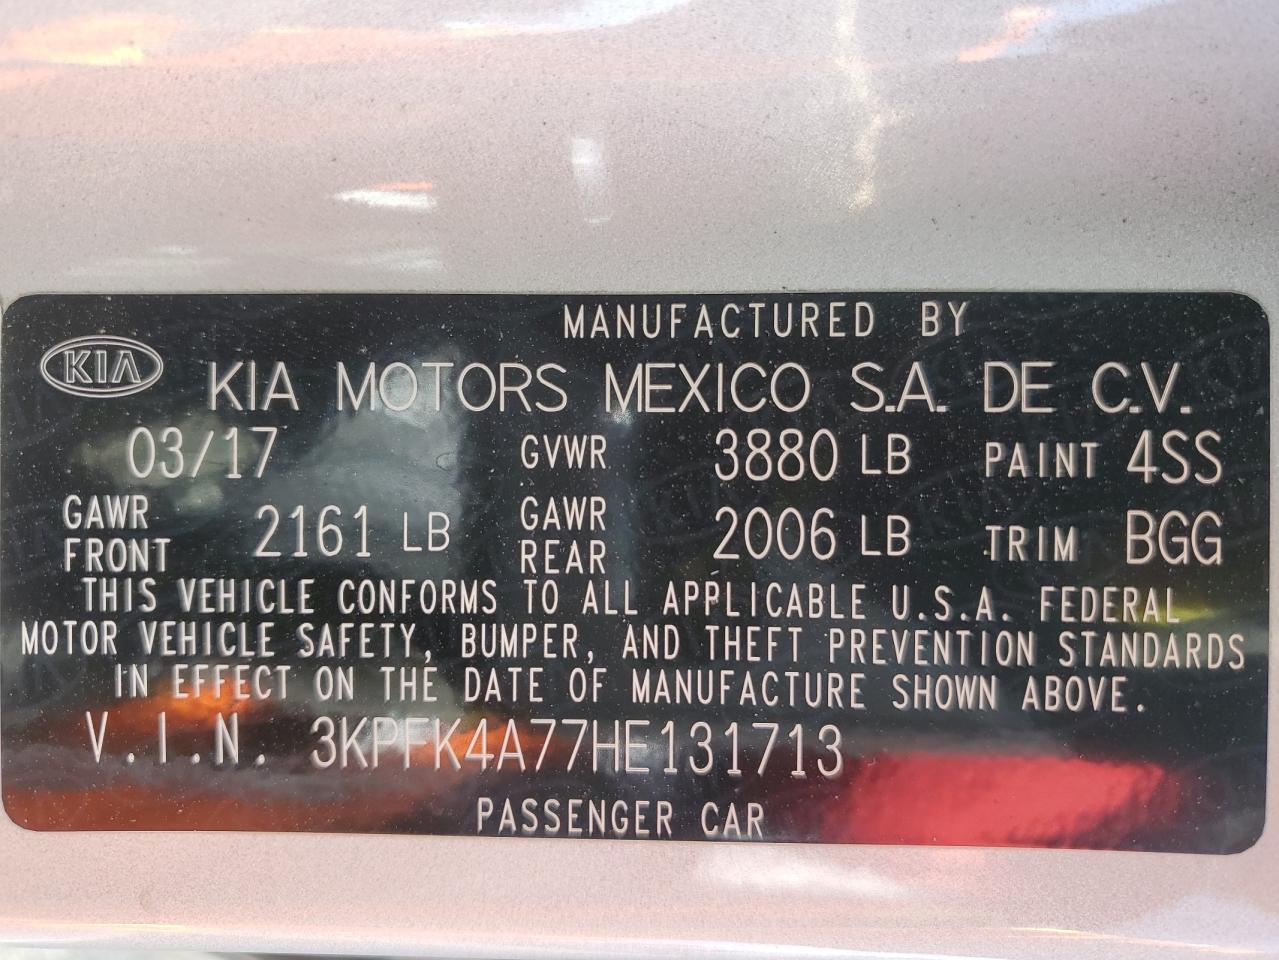 MANUFACTURED BY
KIA KIA MOTORS MEXICO S.A. DE C.V.
03/17 GVWR 3880 LB PAINT 4SS
GAWR FRONT 2161 LB GAWR REAR 2006 LB TRIM BGG
THIS VEHICLE CONFORMS TO ALL APPLICABLE U.S.A. FEDERAL
MOTOR VEHICLE SAFETY, BUMPER, AND THEFT PREVENTION STANDARDS
IN EFFECT ON THE DATE OF MANUFACTURE SHOWN ABOVE.
V.I.N. 3KPFK4A77HE131713
PASSENGER CAR